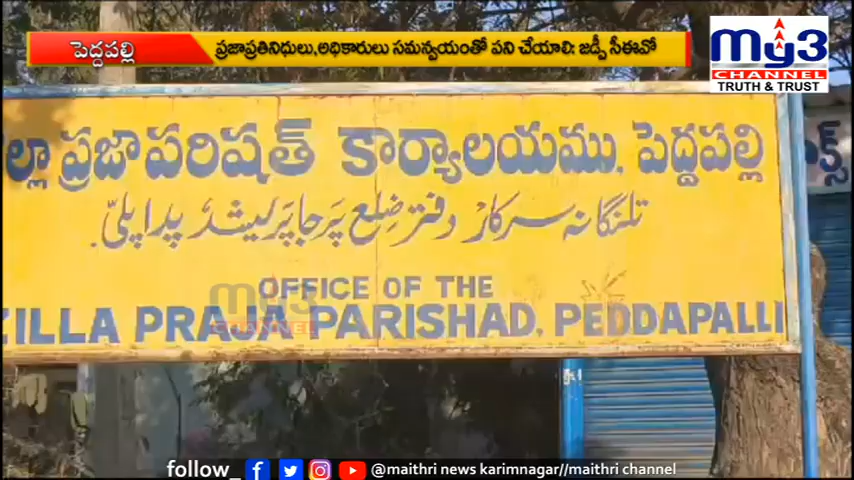 పెద్దపల్లి
ప్రజాప్రతినిధులు,అధికారులు సమన్వయంతో పని చేయాలి: జడ్పీ సీఈవో
my3
CHANNEL
TRUTH & TRUST
ల్లా ప్రజాపరిషత్ కార్యాలయము, పెద్దపల్లి
تلنگانہ سرکار دفتر ضلع پرجا پریشد پداپلی.
OFFICE OF THE
ZILLA PRAJA PARISHAD, PEDDAPALLI
my3
CHANNEL
follow_ @maithri news karimnagar//maithri channel